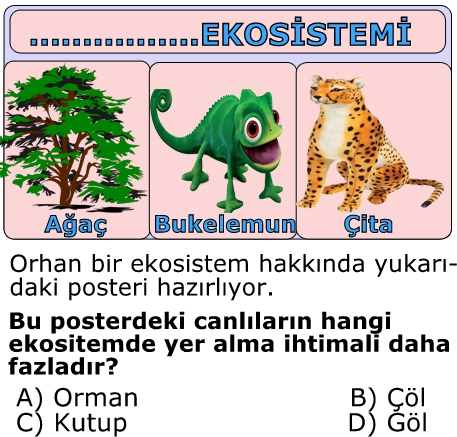 ................EKOSİSTEMİ
Ağaç Bukelemun Çita
Orhan bir ekosistem hakkında yukarı-
daki posteri hazırlıyor.
Bu posterdeki canlıların hangi
ekositemde yer alma ihtimali daha
fazladır?
A) Orman B) Çöl
C) Kutup D) Göl